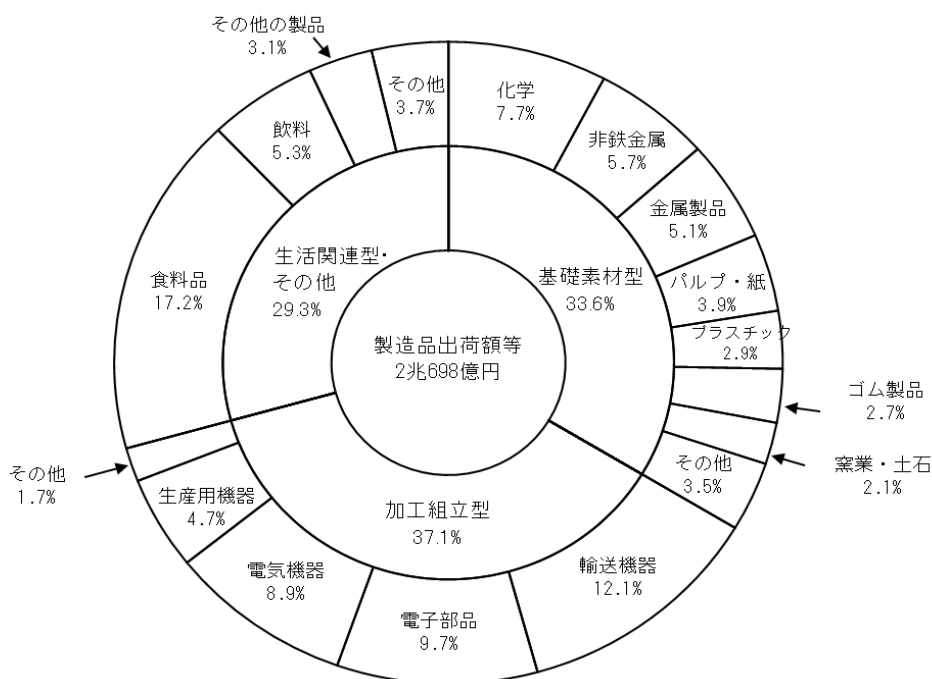 製造品出荷額等
2兆698億円
基礎素材型
33.6%
加工組立型
37.1%
生活関連型・
その他
29.3%
化学
7.7%
非鉄金属
5.7%
金属製品
5.1%
パルプ・紙
3.9%
プラスチック
2.9%
ゴム製品
2.7%
窯業・土石
2.1%
その他
3.5%
輸送機器
12.1%
電子部品
9.7%
電気機器
8.9%
生産用機器
4.7%
その他
1.7%
食料品
17.2%
飲料
5.3%
その他の製品
3.1%
その他
3.7%